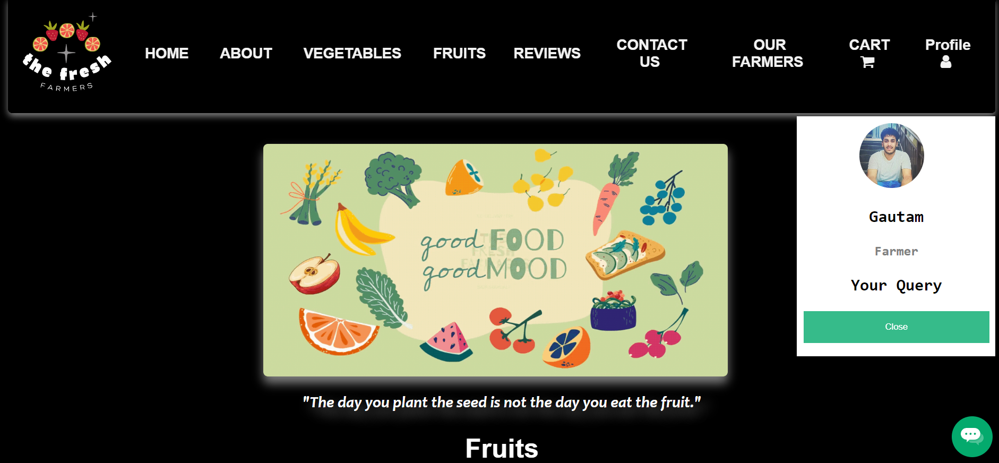 the fresh
FARMERS
HOME
ABOUT
VEGETABLES
FRUITS
REVIEWS
CONTACT
US
OUR
FARMERS
CART
Profile
good FOOD
good MOOD
Gautam
Farmer
Your Query
Close
"The day you plant the seed is not the day you eat the fruit."
Fruits